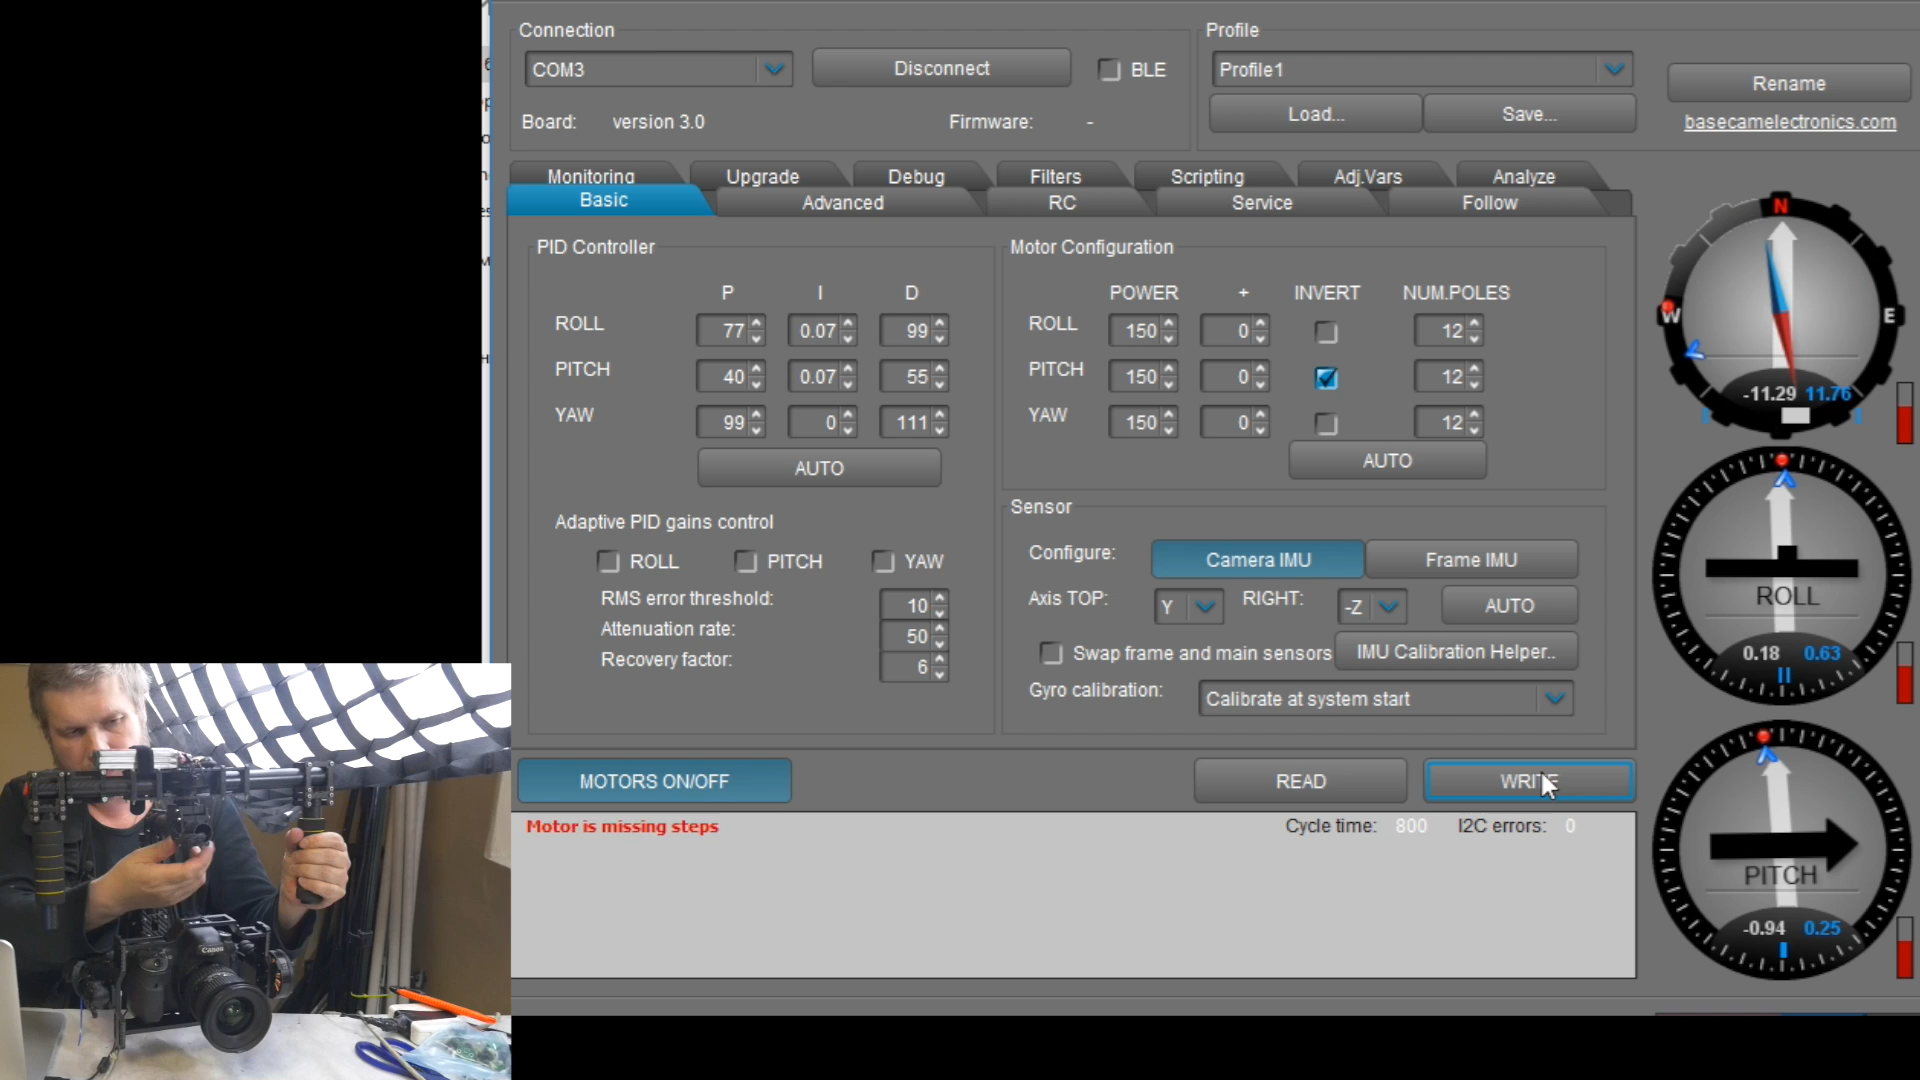 Connection
COM3
Disconnect
BLE
Board: version 3.0
Firmware: -
Profile
Profile1
Load...
Save...
Rename
basecamelectronics.com
Monitoring Upgrade Debug Filters Scripting Adj.Vars Analyze
Basic Advanced RC Service Follow
PID Controller
P I D
ROLL 77 0.07 99
PITCH 40 0.07 55
YAW 99 0 111
AUTO
Adaptive PID gains control
ROLL PITCH YAW
RMS error threshold: 10
Attenuation rate: 50
Recovery factor: 6
Motor Configuration
POWER + INVERT NUM.POLES
ROLL 150 0 12
PITCH 150 0 12
YAW 150 0 12
AUTO
Sensor
Configure: Camera IMU Frame IMU
Axis TOP: Y RIGHT: -Z AUTO
Swap frame and main sensors IMU Calibration Helper..
Gyro calibration: Calibrate at system start
MOTORS ON/OFF
READ
WRITE
Motor is missing steps
Cycle time: 800 I2C errors: 0
N
W E
-11.29 11.76
ROLL
0.18 0.63
PITCH
-0.94 0.25
Canon